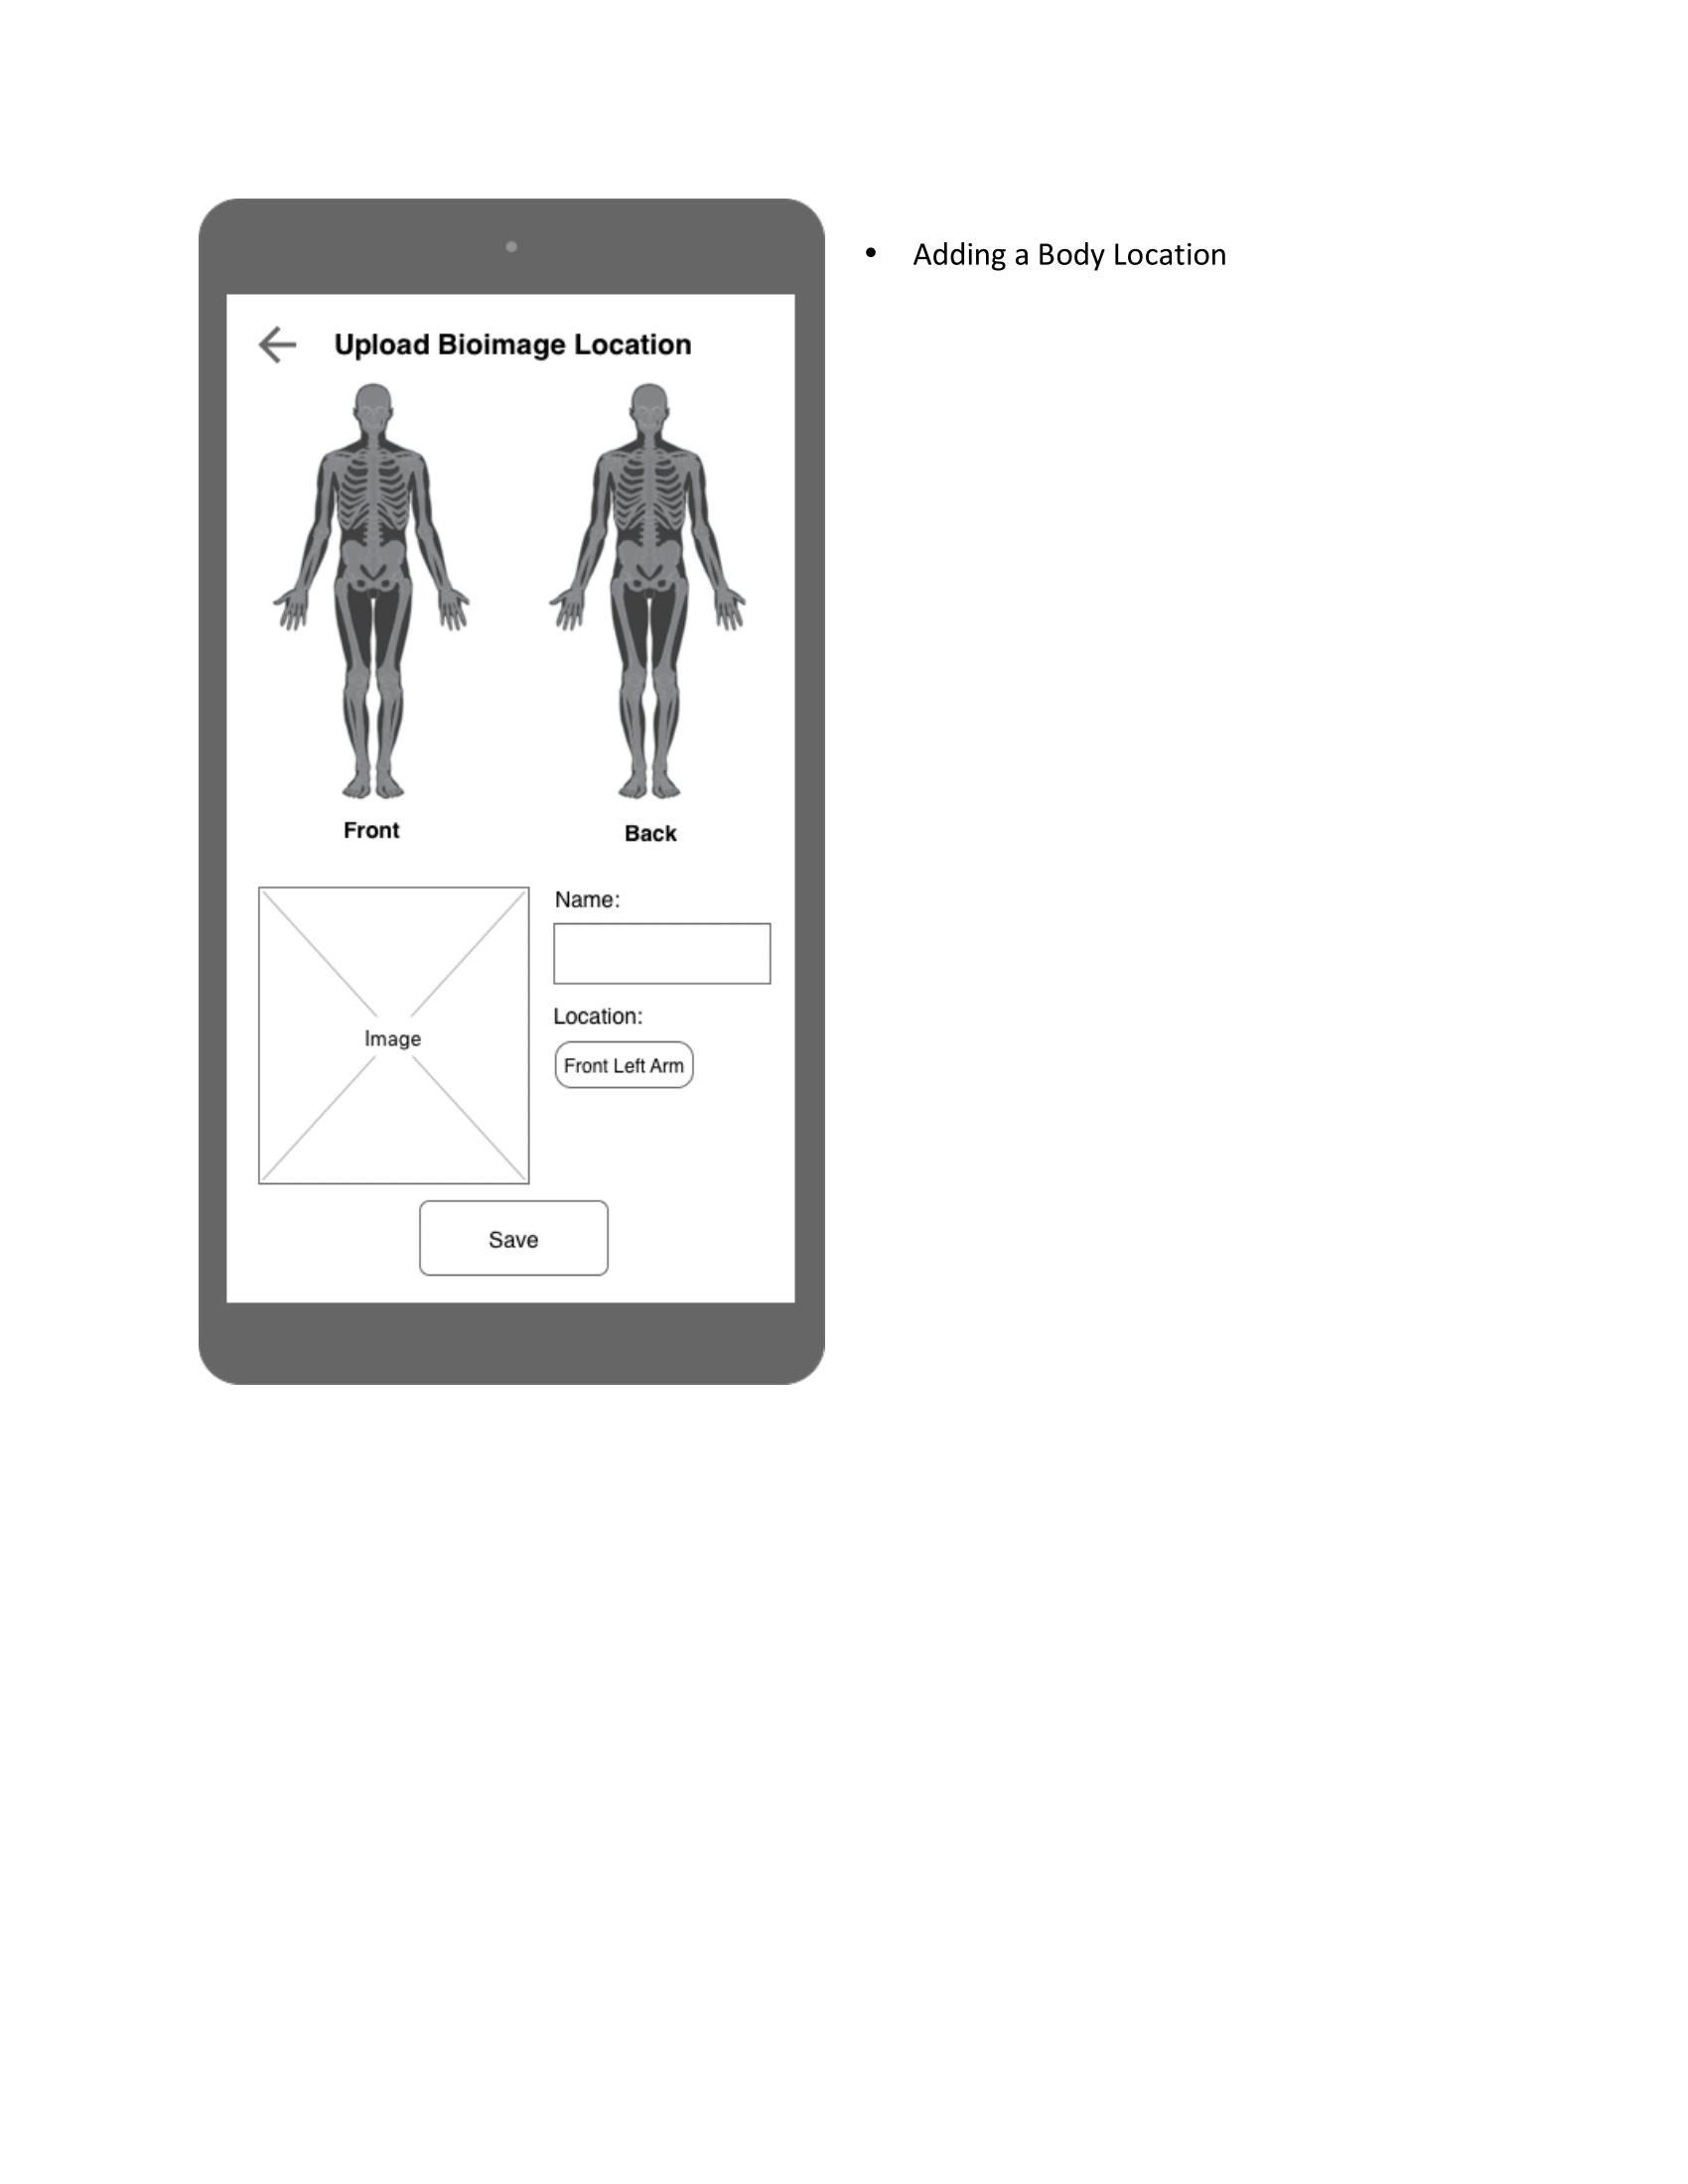 • Adding a Body Location
Upload Bioimage Location
Front
Back
Name:
Image
Location:
Front Left Arm
Save